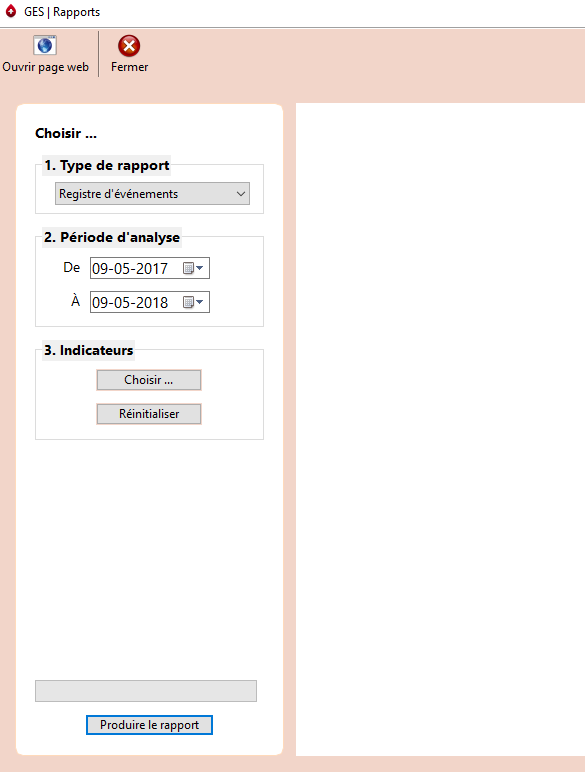 GES | Rapports
Ouvrir page web
Fermer
Choisir ...
1. Type de rapport
Registre d'événements
2. Période d'analyse
De 09-05-2017
À 09-05-2018
3. Indicateurs
Choisir ...
Réinitialiser
Produire le rapport